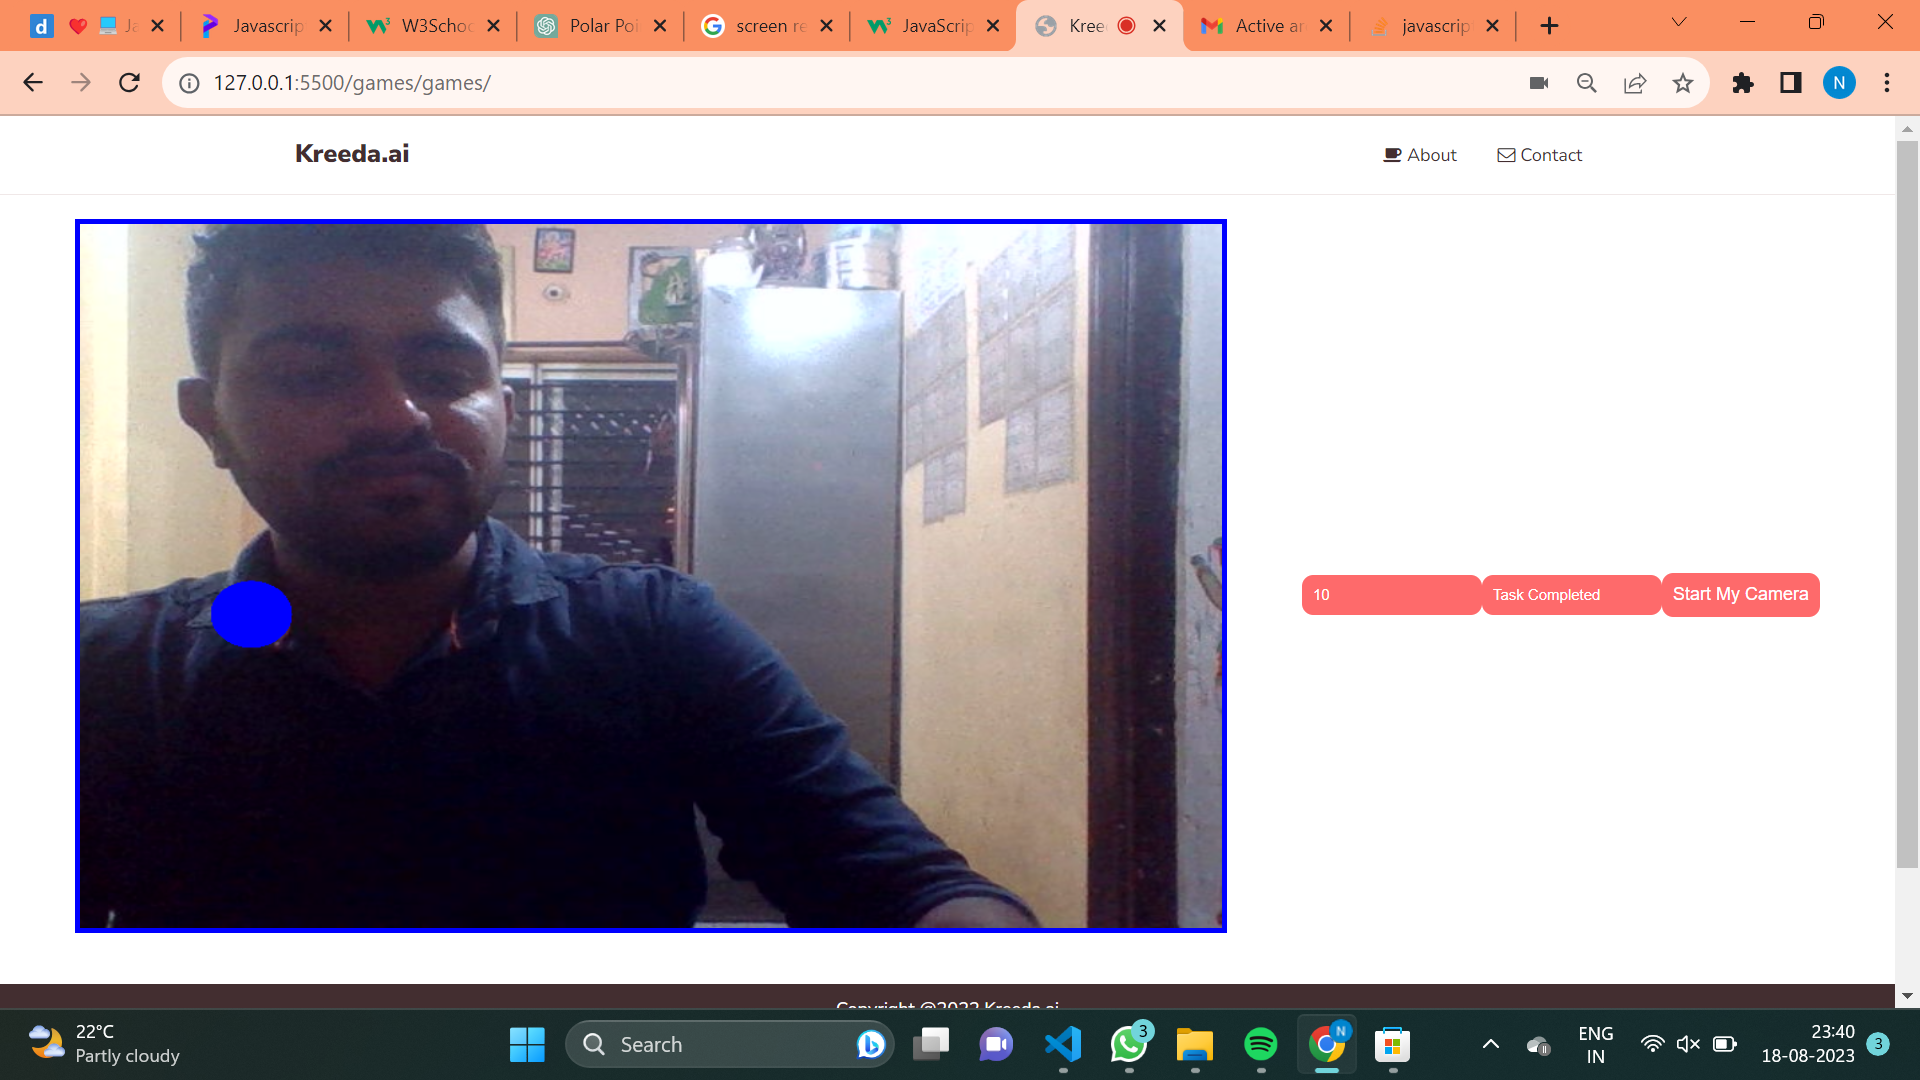 Ja
Javascrip
W3Schoo
Polar Poi
screen re
JavaScrip
Kree
Active ar
javascrip
127.0.0.1:5500/games/games/
N
Kreeda.ai
About
Contact
10
Task Completed
Start My Camera
22°C
Partly cloudy
Search
3
N
ENG
IN
23:40
18-08-2023
3